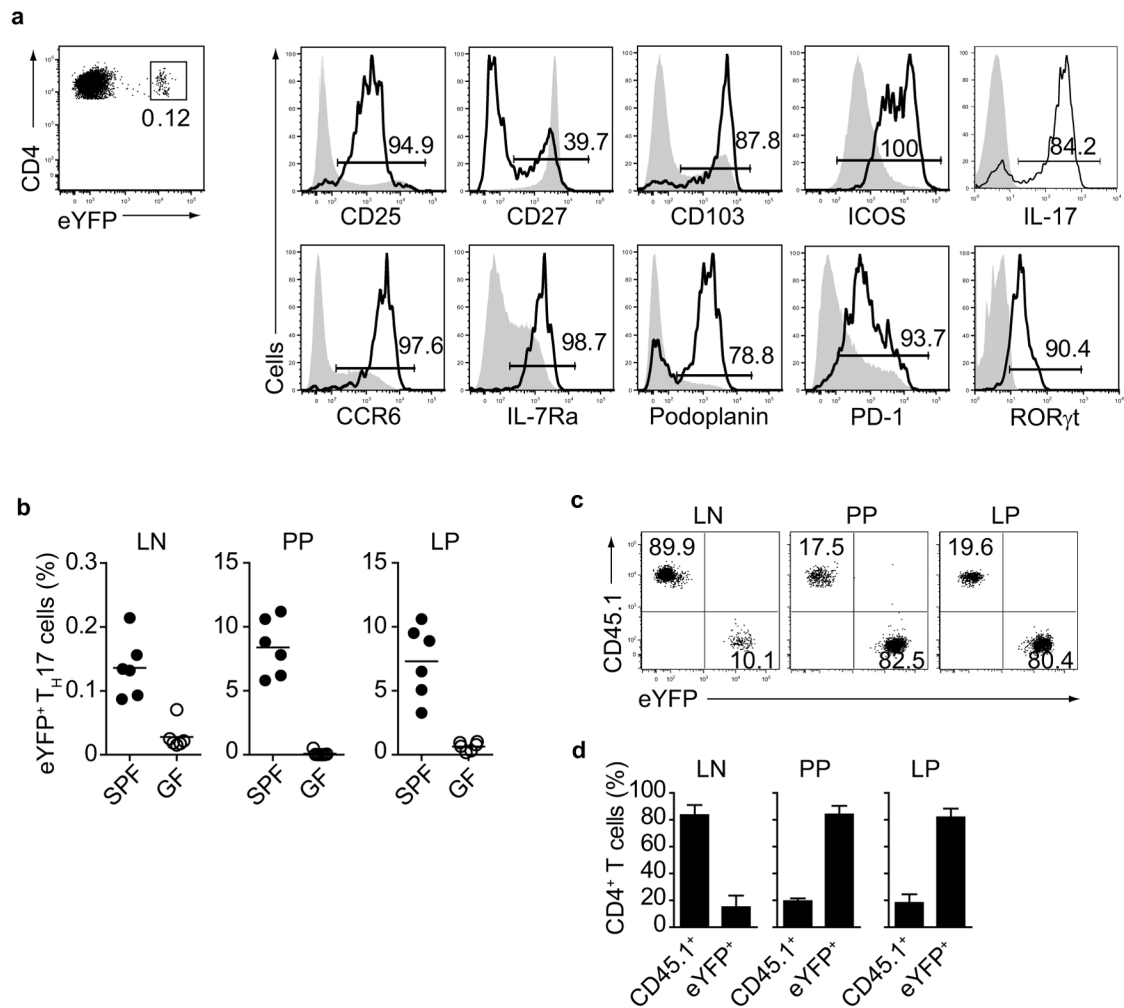 a
CD4
eYFP
0.12
Cells
94.9
CD25
39.7
CD27
87.8
CD103
100
ICOS
84.2
IL-17
97.6
CCR6
98.7
IL-7Ra
78.8
Podoplanin
93.7
PD-1
90.4
RORγt
b
eYFP+ TH17 cells (%)
LN
0.3
0.2
0.1
0
SPF
GF
PP
15
10
5
0
SPF
GF
LP
15
10
5
0
SPF
GF
c
LN
PP
LP
CD45.1
89.9
10.1
17.5
82.5
19.6
80.4
eYFP
d
LN
PP
LP
CD4+ T cells (%)
100
80
60
40
20
0
CD45.1+
eYFP+
CD45.1+
eYFP+
CD45.1+
eYFP+